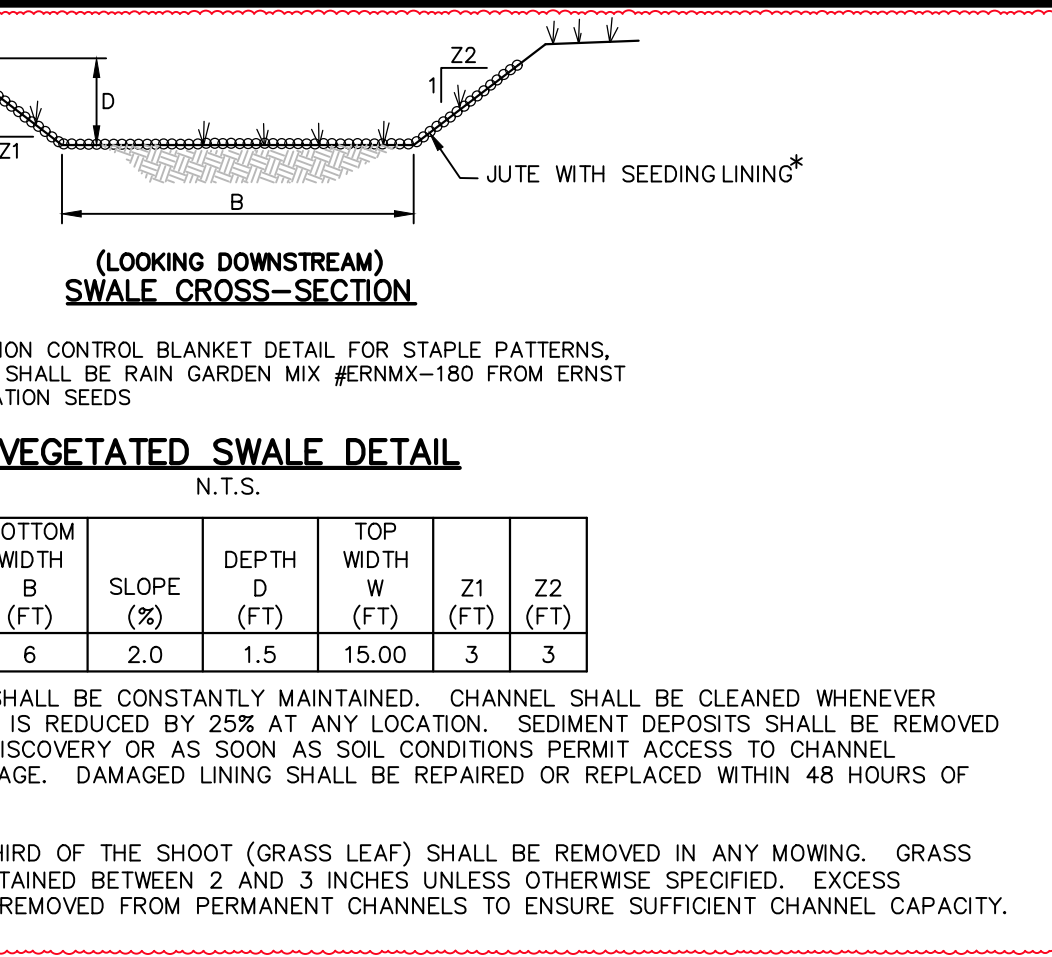 Z2
1
D
Z1
JUTE WITH SEEDING LINING*
B
(LOOKING DOWNSTREAM)
SWALE CROSS-SECTION
ION CONTROL BLANKET DETAIL FOR STAPLE PATTERNS,
SHALL BE RAIN GARDEN MIX #ERNMX-180 FROM ERNST
ATION SEEDS
VEGETATED SWALE DETAIL
N.T.S.
OTTOM TOP
WIDTH DEPTH WIDTH
B SLOPE D W Z1 Z2
(FT) (%) (FT) (FT) (FT) (FT)
6 2.0 1.5 15.00 3 3
SHALL BE CONSTANTLY MAINTAINED. CHANNEL SHALL BE CLEANED WHENEVER
IS REDUCED BY 25% AT ANY LOCATION. SEDIMENT DEPOSITS SHALL BE REMOVED
ISCOVERY OR AS SOON AS SOIL CONDITIONS PERMIT ACCESS TO CHANNEL
AGE. DAMAGED LINING SHALL BE REPAIRED OR REPLACED WITHIN 48 HOURS OF
HIRD OF THE SHOOT (GRASS LEAF) SHALL BE REMOVED IN ANY MOWING. GRASS
TAINED BETWEEN 2 AND 3 INCHES UNLESS OTHERWISE SPECIFIED. EXCESS
REMOVED FROM PERMANENT CHANNELS TO ENSURE SUFFICIENT CHANNEL CAPACITY.